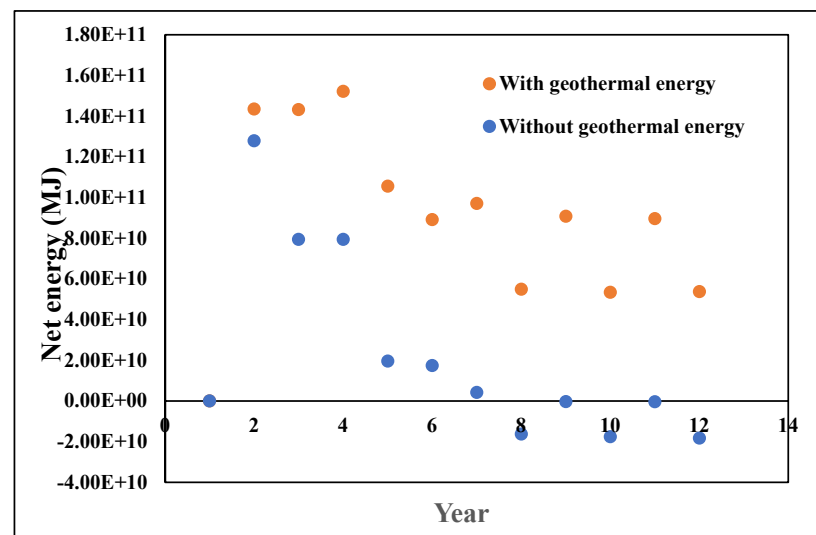 Net energy (MJ)
1.80E+11
1.60E+11
1.40E+11
1.20E+11
1.00E+11
8.00E+10
6.00E+10
4.00E+10
2.00E+10
0.00E+00
-2.00E+10
-4.00E+10
With geothermal energy
Without geothermal energy
0 2 4 6 8 10 12 14
Year